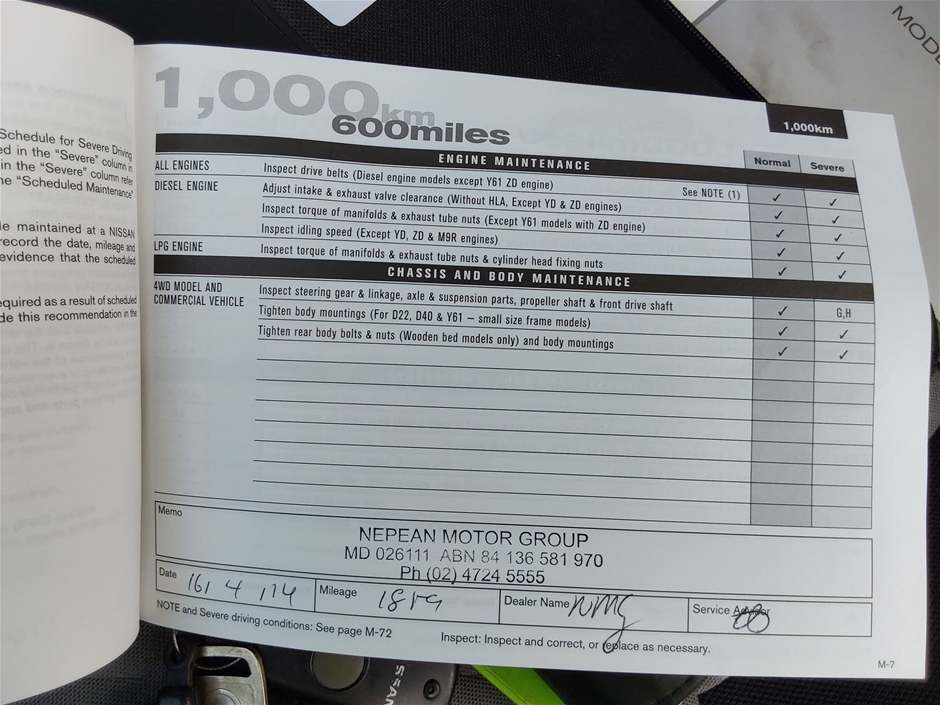 MODE
Schedule for Severe Driving
ed in the "Severe" column in
in the "Severe" column refer
he "Scheduled Maintenance"
le maintained at a NISSAN
record the date, mileage and
evidence that the scheduled
equired as a result of scheduled
de this recommendation in the
1,000km
600miles
1,000km
ENGINE MAINTENANCE Normal Severe
ALL ENGINES Inspect drive belts (Diesel engine models except Y61 ZD engine) See NOTE (1) ✓ ✓
DIESEL ENGINE Adjust intake & exhaust valve clearance (Without HLA, Except YD & ZD engines) ✓ ✓
Inspect torque of manifolds & exhaust tube nuts (Except Y61 models with ZD engine) ✓ ✓
Inspect idling speed (Except YD, ZD & M9R engines) ✓ ✓
LPG ENGINE Inspect torque of manifolds & exhaust tube nuts & cylinder head fixing nuts ✓ ✓
CHASSIS AND BODY MAINTENANCE
4WD MODEL AND COMMERCIAL VEHICLE Inspect steering gear & linkage, axle & suspension parts, propeller shaft & front drive shaft ✓ G,H
Tighten body mountings (For D22, D40 & Y61 – small size frame models) ✓ ✓
Tighten rear body bolts & nuts (Wooden bed models only) and body mountings ✓ ✓
Memo
NEPEAN MOTOR GROUP
MD 026111 ABN 84 136 581 970
Ph (02) 4724 5555
Date 16/ 4 /14 Mileage Dealer Name NMG Service Advisor
NOTE and Severe driving conditions: See page M-72
Inspect: Inspect and correct, or replace as necessary.
M-7